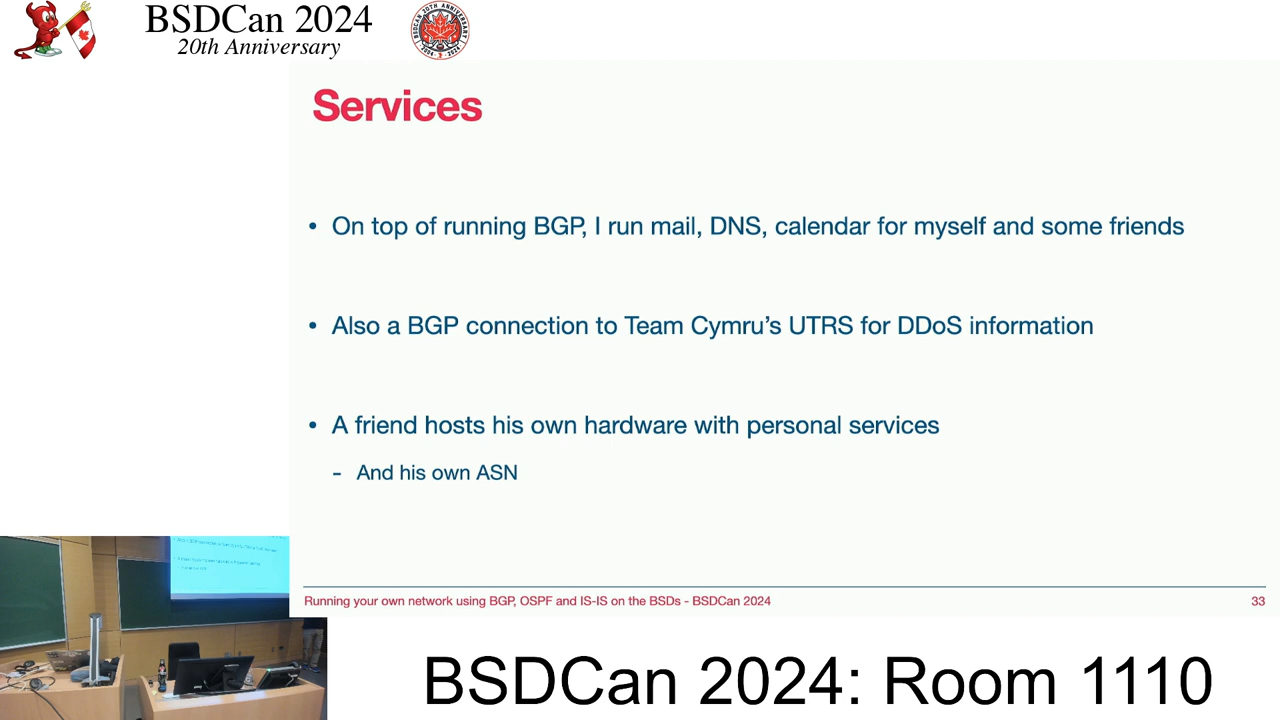 BSDCan 2024
20th Anniversary
BSDCAN 20TH ANNIVERSARY
Services
• On top of running BGP, I run mail, DNS, calendar for myself and some friends
• Also a BGP connection to Team Cymru’s UTRS for DDoS information
• A friend hosts his own hardware with personal services
- And his own ASN
Running your own network using BGP, OSPF and IS-IS on the BSDs - BSDCan 2024
33
BSDCan 2024: Room 1110